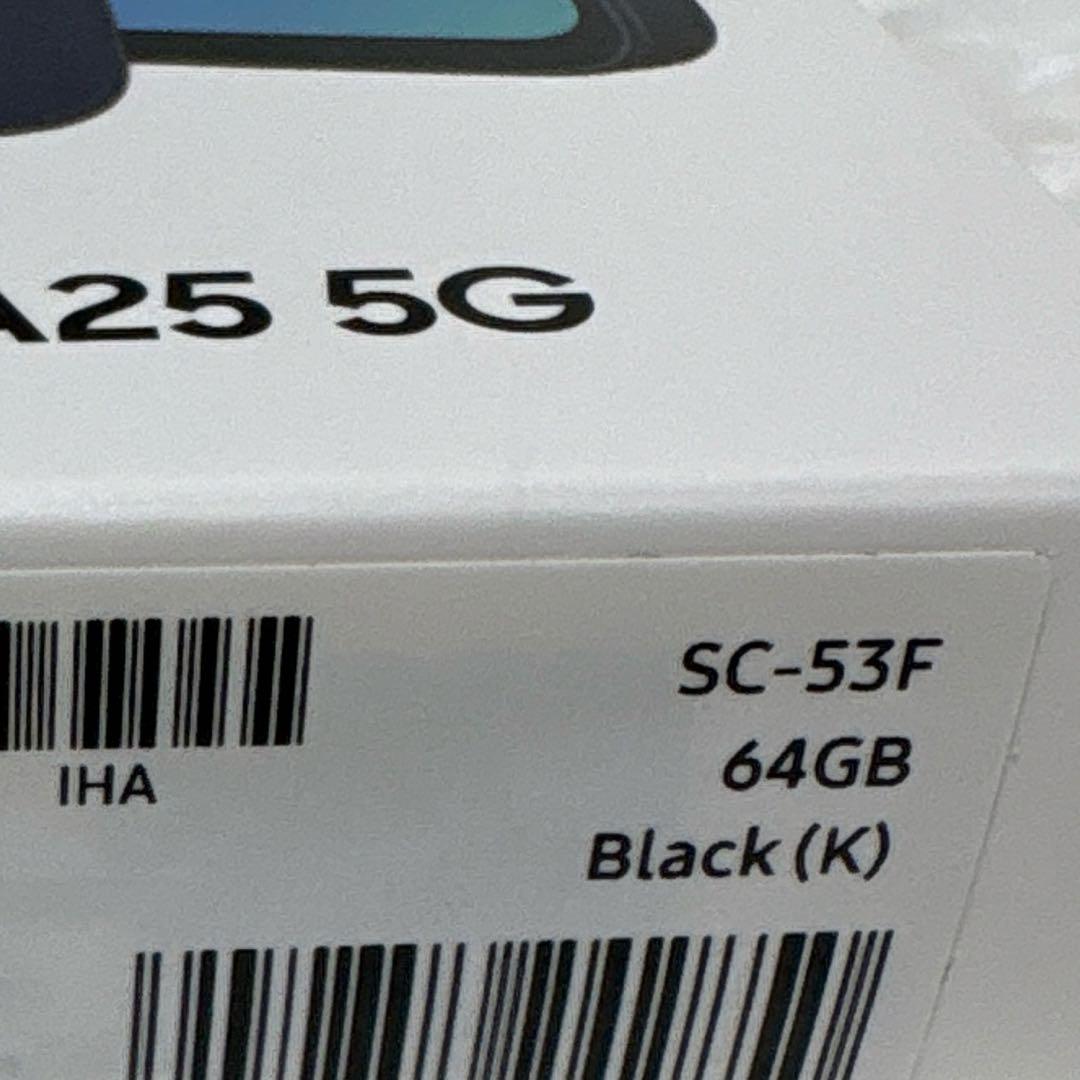 A25 5G
SC-53F
64GB
Black (K)
IHA